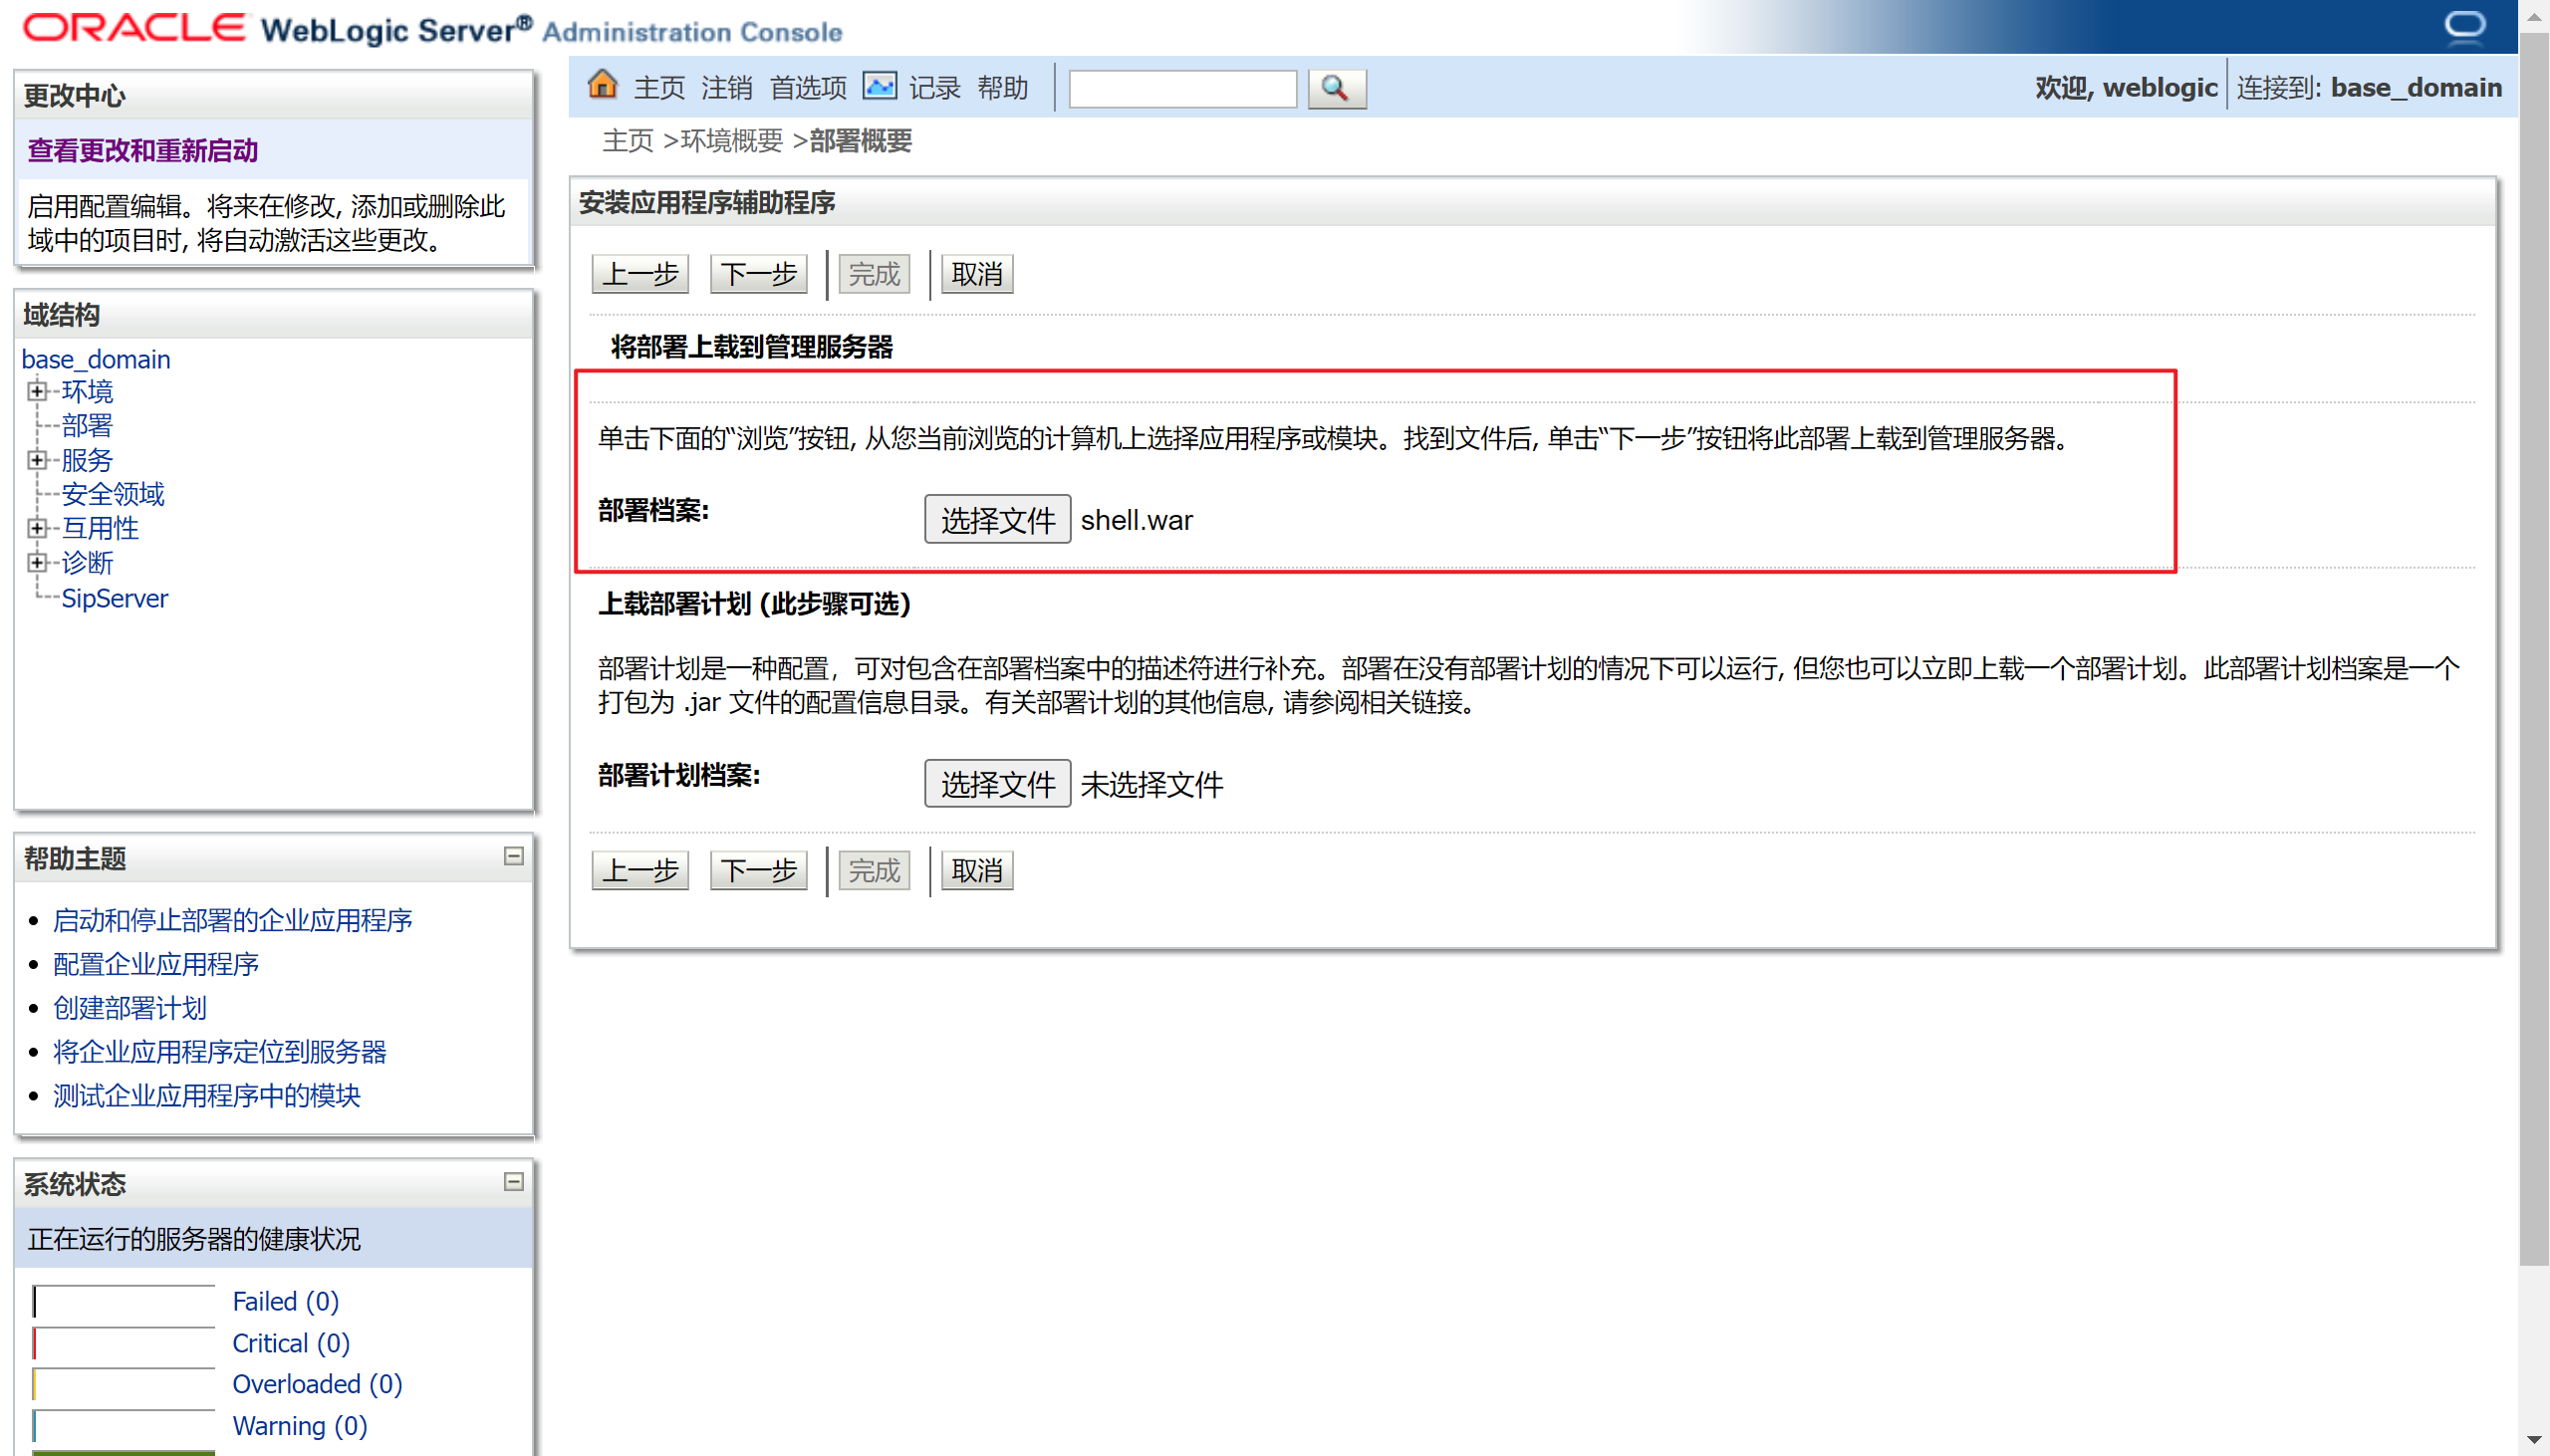 ORACLE WebLogic Server® Administration Console
更改中心
查看更改和重新启动
启用配置编辑。将来在修改, 添加或删除此
域中的项目时, 将自动激活这些更改。
域结构
base_domain
环境
部署
服务
安全领域
互用性
诊断
SipServer
帮助主题
启动和停止部署的企业应用程序
配置企业应用程序
创建部署计划
将企业应用程序定位到服务器
测试企业应用程序中的模块
系统状态
正在运行的服务器的健康状况
Failed (0)
Critical (0)
Overloaded (0)
Warning (0)
主页 注销 首选项 记录 帮助
欢迎, weblogic 连接到: base_domain
主页 >环境概要 >部署概要
安装应用程序辅助程序
上一步 下一步 完成 取消
将部署上载到管理服务器
单击下面的“浏览”按钮, 从您当前浏览的计算机上选择应用程序或模块。找到文件后, 单击“下一步”按钮将此部署上载到管理服务器。
部署档案: 选择文件 shell.war
上载部署计划 (此步骤可选)
部署计划是一种配置，可对包含在部署档案中的描述符进行补充。部署在没有部署计划的情况下可以运行, 但您也可以立即上载一个部署计划。此部署计划档案是一个
打包为 .jar 文件的配置信息目录。有关部署计划的其他信息, 请参阅相关链接。
部署计划档案: 选择文件 未选择文件
上一步 下一步 完成 取消